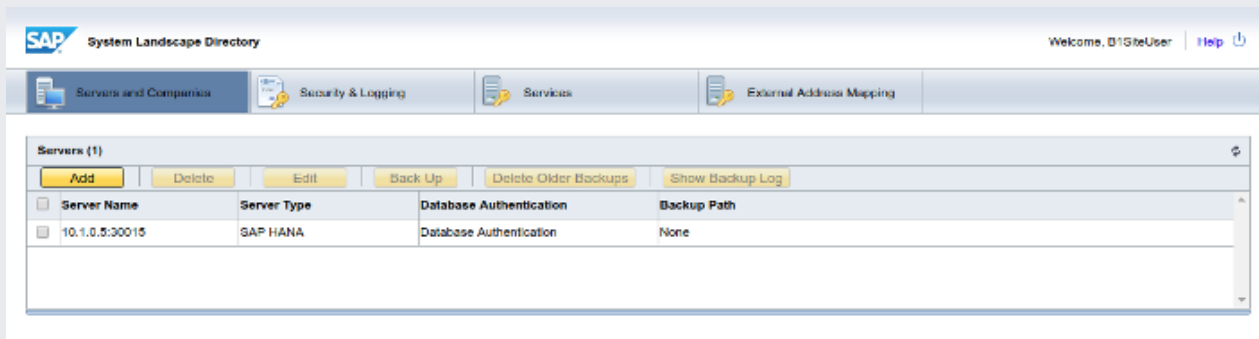 SAP System Landscape Directory Welcome, B1SiteUser Help
Servers and Companies Security & Logging Services External Address Mapping
Servers (1)
Add Delete Edit Back Up Delete Older Backups Show Backup Log
Server Name Server Type Database Authentication Backup Path
10.1.0.5:30015 SAP HANA Database Authentication None